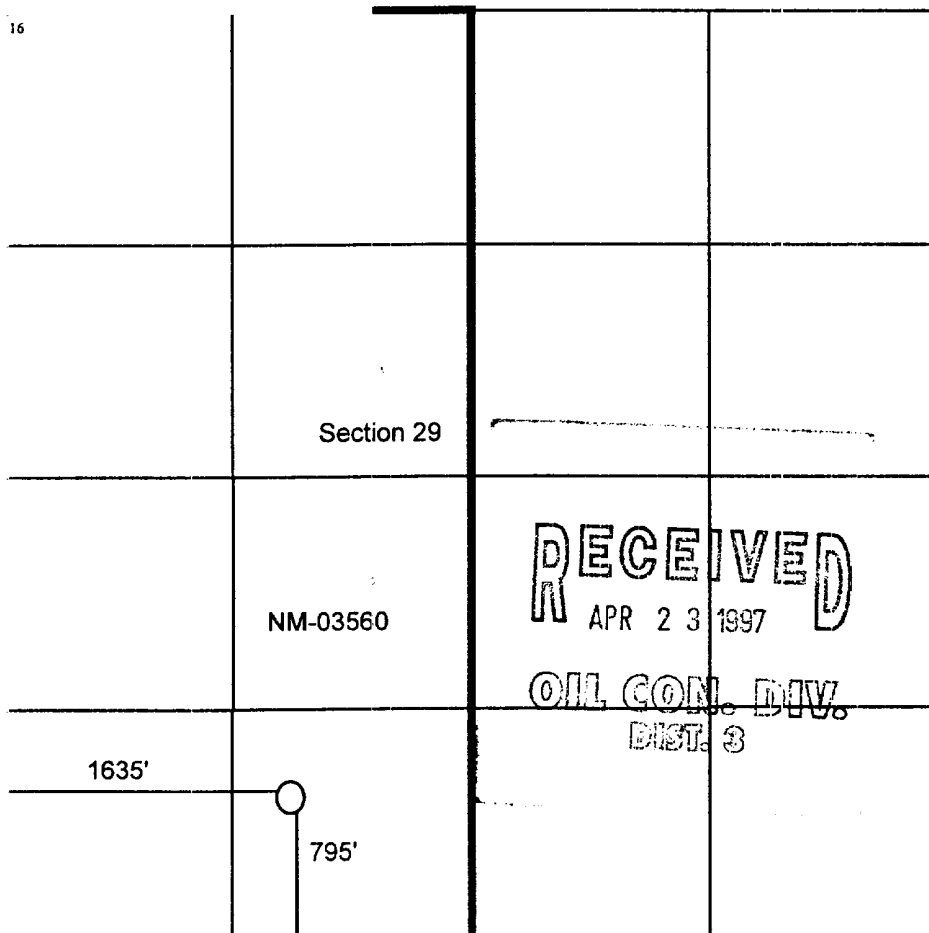 16
Section 29
RECEIVED
NM-03560
APR 23 1997
OIL CON. DIV.
DIST. 3
1635'
795'